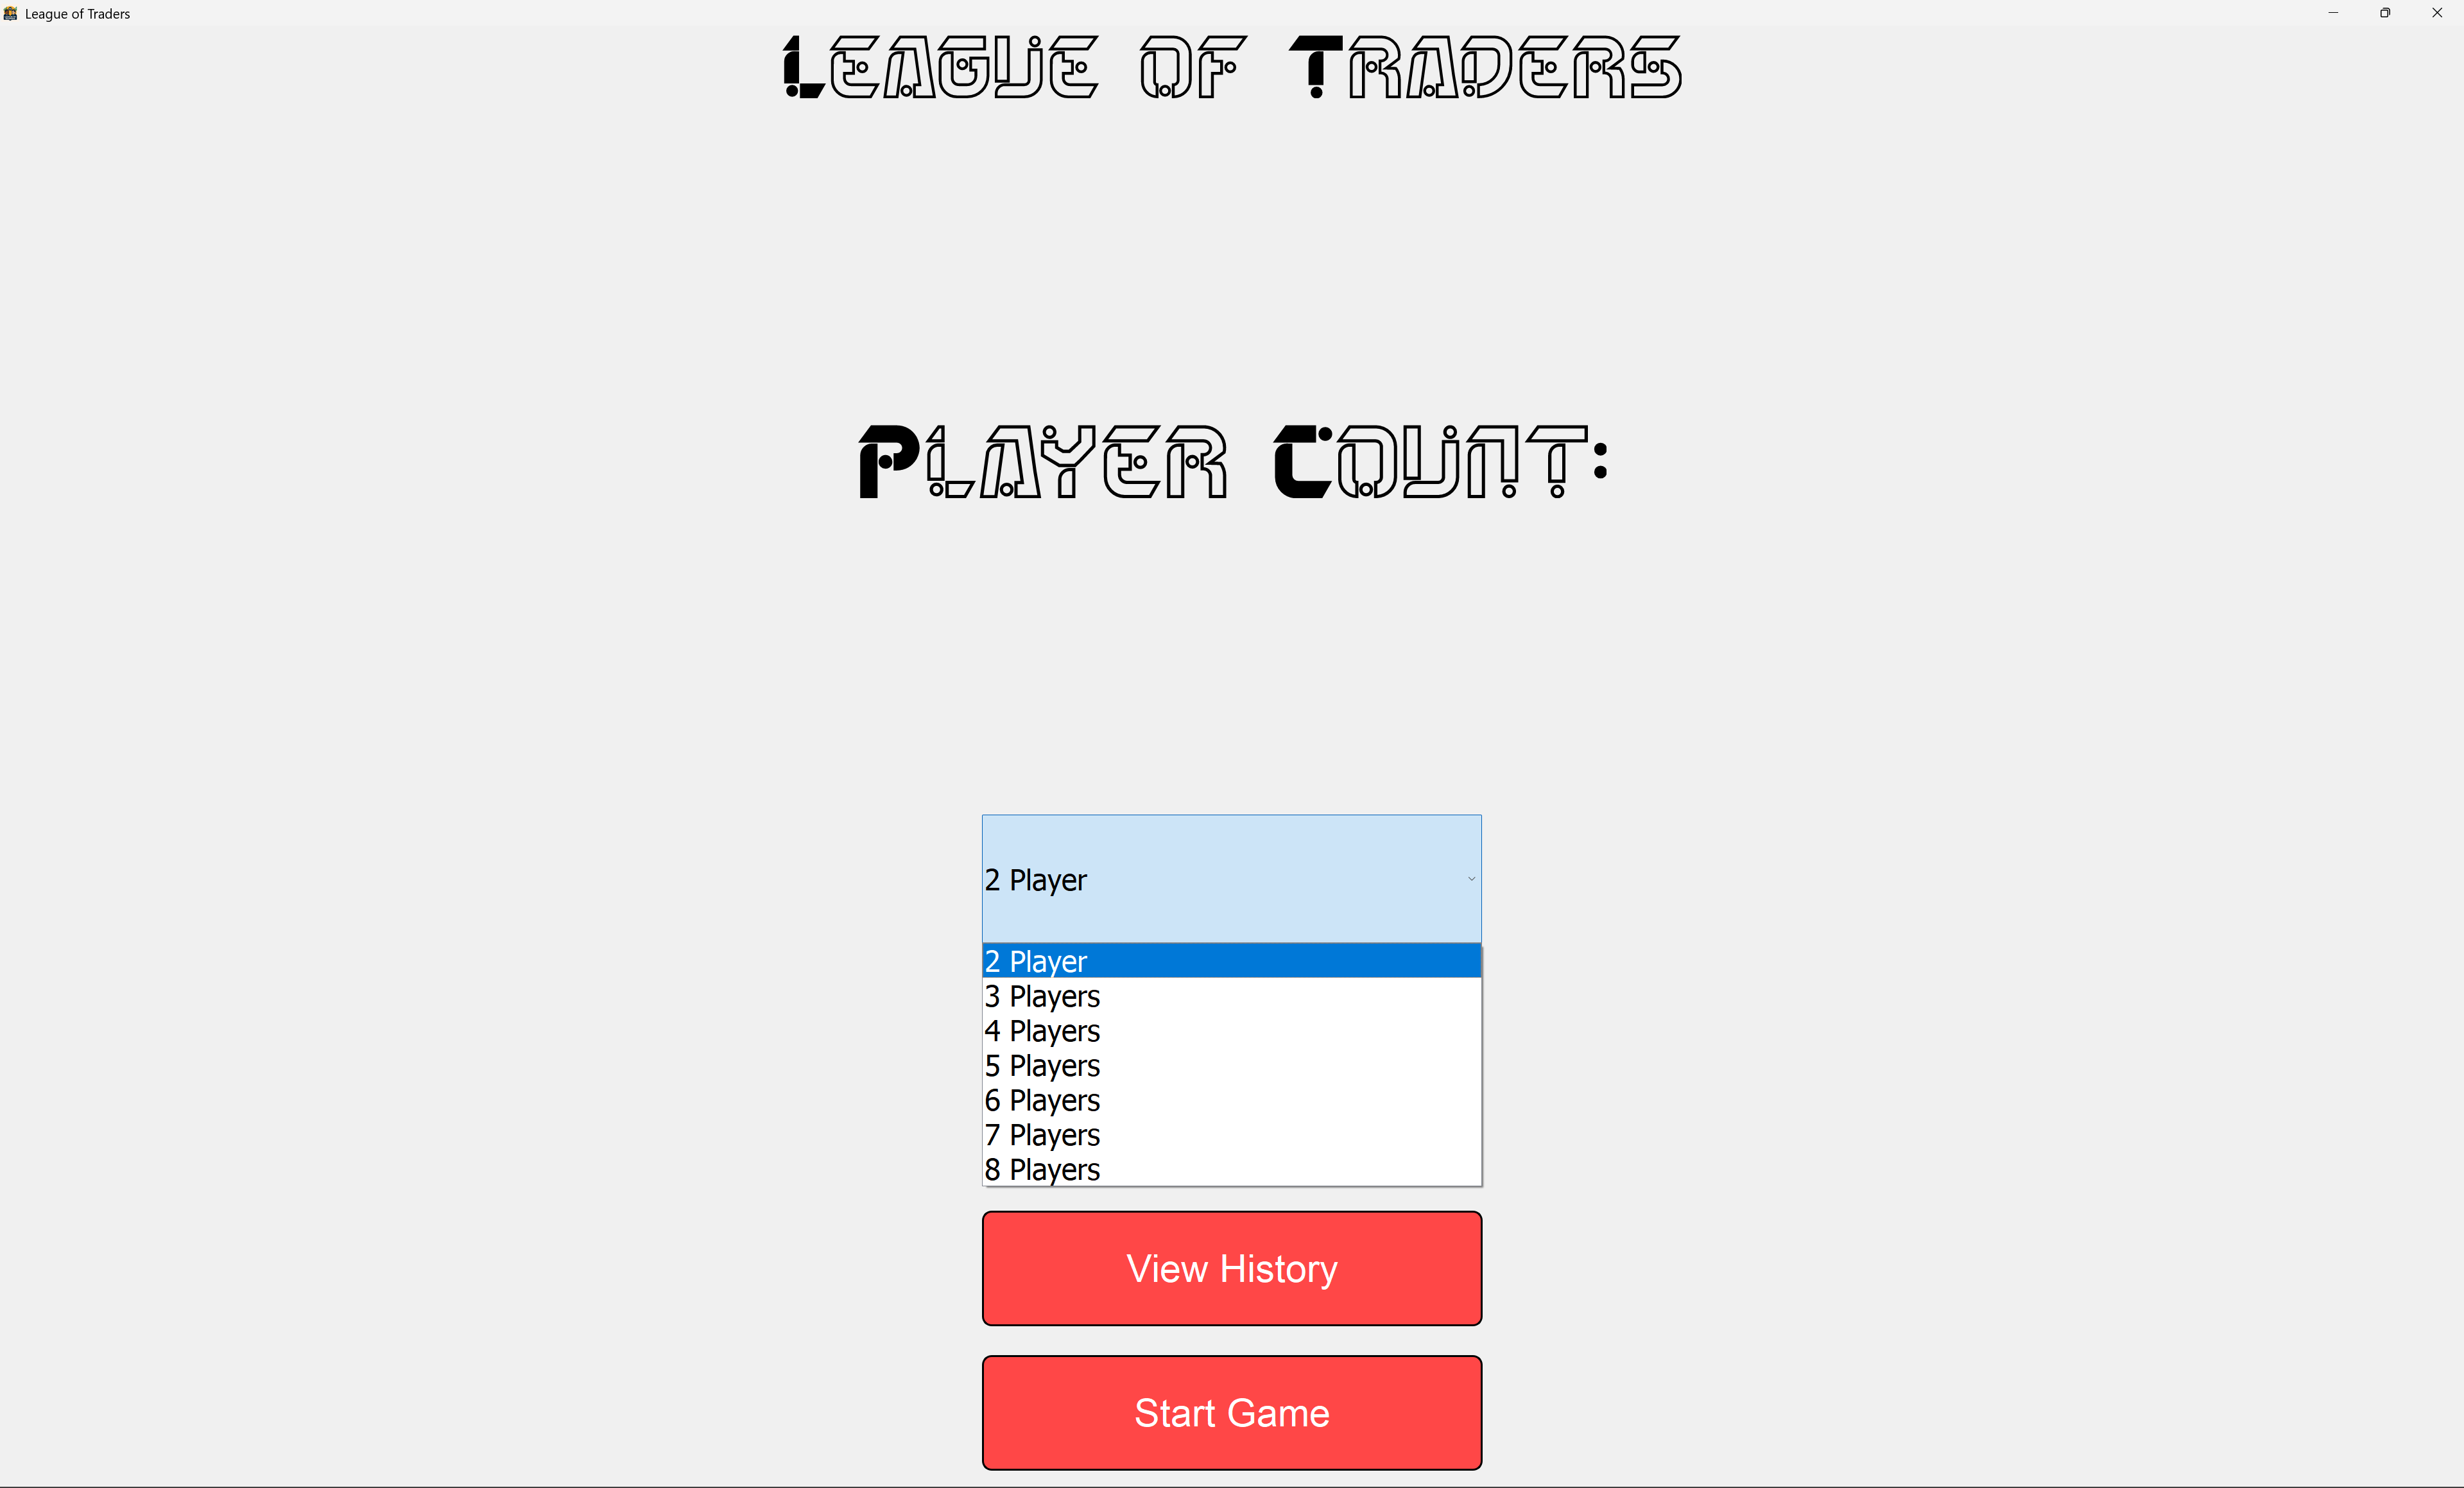 League of Traders
League of Traders
Player Count:
2 Player
2 Player
3 Players
4 Players
5 Players
6 Players
7 Players
8 Players
View History
Start Game